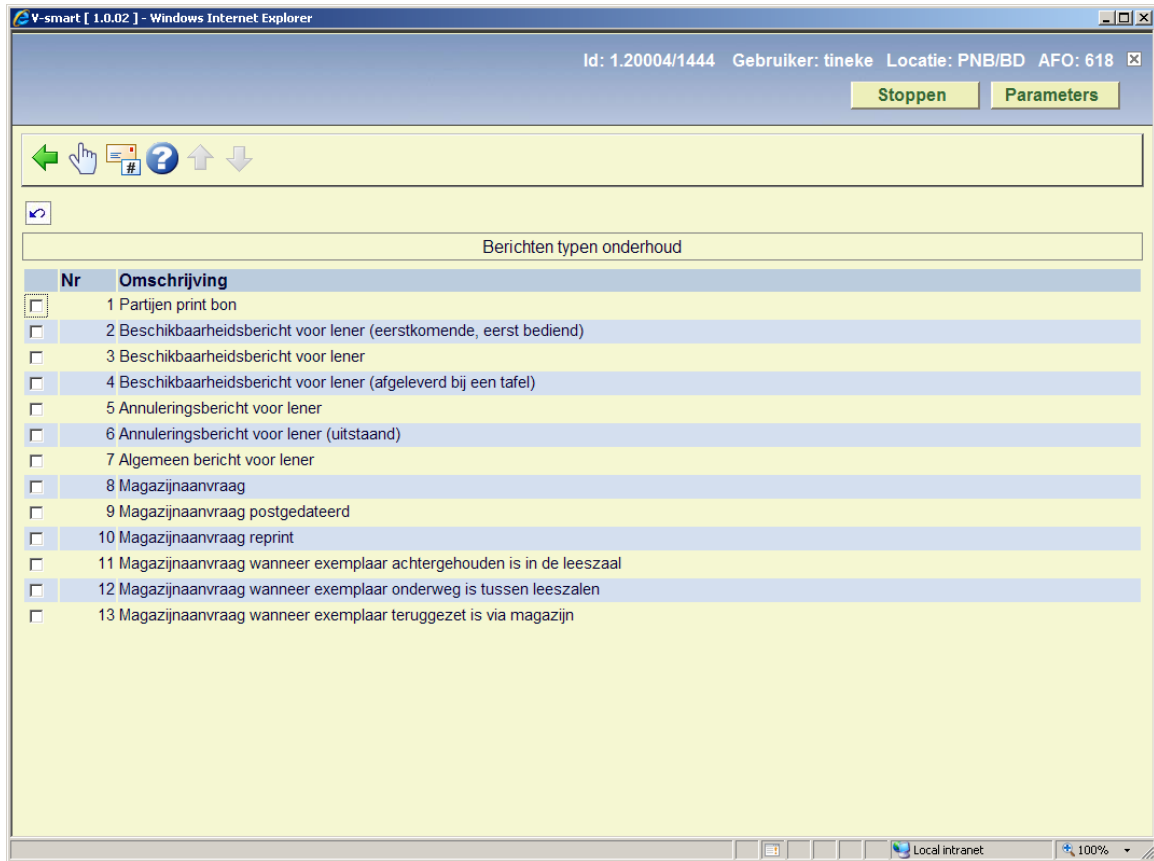 V-smart [ 1.0.02 ] - Windows Internet Explorer
Id: 1.20004/1444 Gebruiker: tineke Locatie: PNB/BD AFO: 618
Stoppen Parameters
#
?
Berichten typen onderhoud
Nr Omschrijving
1 Partijen print bon
2 Beschikbaarheidsbericht voor lener (eerstkomende, eerst bediend)
3 Beschikbaarheidsbericht voor lener
4 Beschikbaarheidsbericht voor lener (afgeleverd bij een tafel)
5 Annuleringsbericht voor lener
6 Annuleringsbericht voor lener (uitstaand)
7 Algemeen bericht voor lener
8 Magazijnaanvraag
9 Magazijnaanvraag postgedateerd
10 Magazijnaanvraag reprint
11 Magazijnaanvraag wanneer exemplaar achtergehouden is in de leeszaal
12 Magazijnaanvraag wanneer exemplaar onderweg is tussen leeszalen
13 Magazijnaanvraag wanneer exemplaar teruggezet is via magazijn
Local intranet 100%